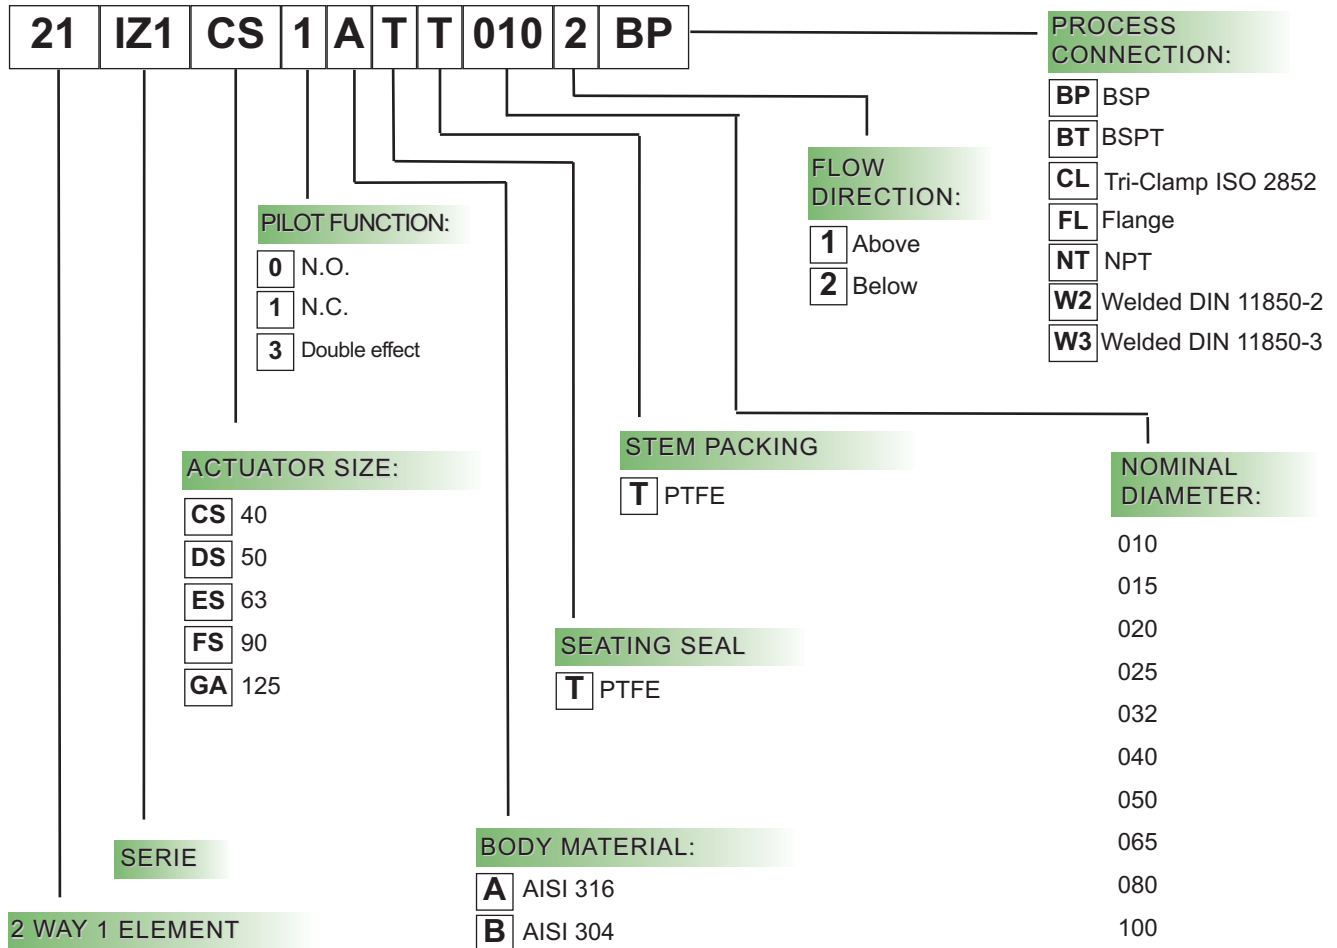 21 IZ1 CS 1 A T T 010 2 BP
PROCESS
CONNECTION:
BP BSP
BT BSPT
CL Tri-Clamp ISO 2852
FL Flange
NT NPT
W2 Welded DIN 11850-2
W3 Welded DIN 11850-3
FLOW
DIRECTION:
1 Above
2 Below
PILOT FUNCTION:
0 N.O.
1 N.C.
3 Double effect
STEM PACKING
T PTFE
ACTUATOR SIZE:
CS 40
DS 50
ES 63
FS 90
GA 125
NOMINAL
DIAMETER:
010
015
020
025
032
040
050
065
080
100
SEATING SEAL
T PTFE
SERIE
BODY MATERIAL:
A AISI 316
B AISI 304
2 WAY 1 ELEMENT